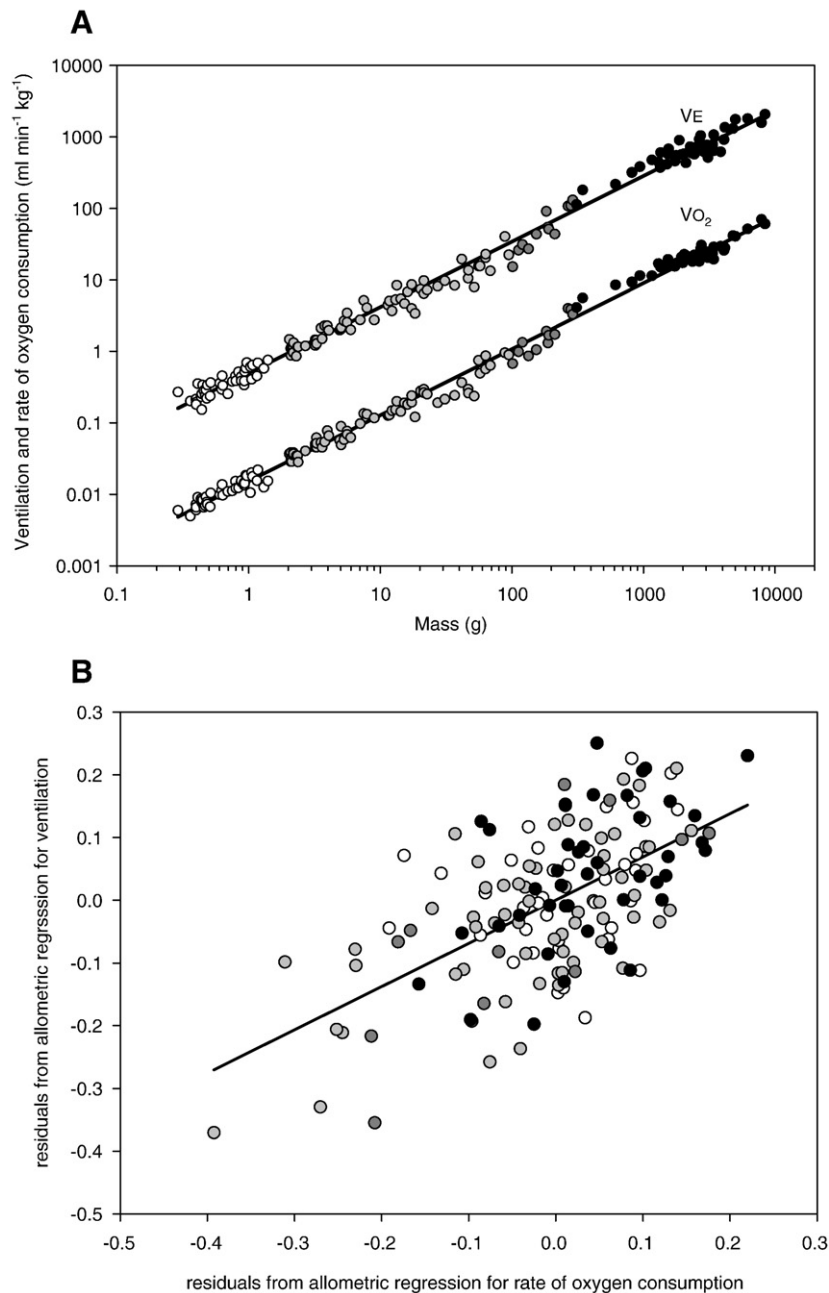 A
Ventilation and rate of oxygen consumption (ml min⁻¹ kg⁻¹)
10000
1000
100
10
1
0.1
0.01
0.001
VE
VO₂
0.1 1 10 100 1000 10000
Mass (g)
B
residuals from allometric regrsssion for ventilation
0.3
0.2
0.1
0.0
-0.1
-0.2
-0.3
-0.4
-0.5
-0.5 -0.4 -0.3 -0.2 -0.1 0.0 0.1 0.2 0.3
residuals from allometric regression for rate of oxygen consumption